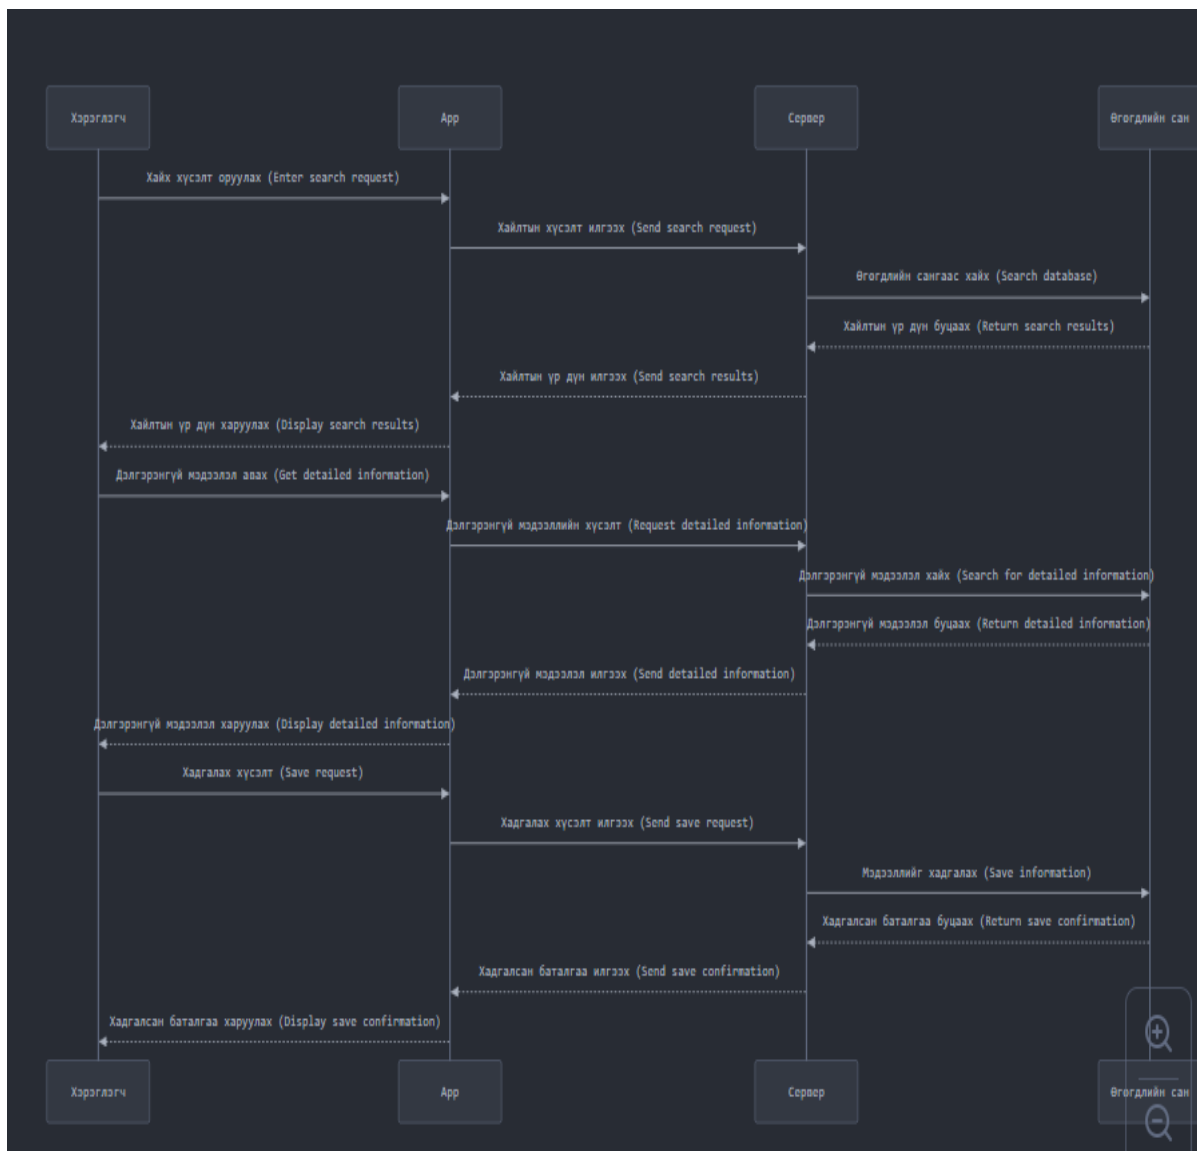 Хэрэглэгч
App
Сервер
Өгөгдлийн сан
Хайх хүсэлт оруулах (Enter search request)
Хайлтын хүсэлт илгээх (Send search request)
Өгөгдлийн сангаас хайх (Search database)
Хайлтын үр дүн буцаах (Return search results)
Хайлтын үр дүн илгээх (Send search results)
Хайлтын үр дүн харуулах (Display search results)
Дэлгэрэнгүй мэдээлэл авах (Get detailed information)
Дэлгэрэнгүй мэдээллийн хүсэлт (Request detailed information)
Дэлгэрэнгүй мэдээлэл хайх (Search for detailed information)
Дэлгэрэнгүй мэдээлэл буцаах (Return detailed information)
Дэлгэрэнгүй мэдээлэл илгээх (Send detailed information)
Дэлгэрэнгүй мэдээлэл харуулах (Display detailed information)
Хадгалах хүсэлт (Save request)
Хадгалах хүсэлт илгээх (Send save request)
Мэдээллийг хадгалах (Save information)
Хадгалсан баталгаа буцаах (Return save confirmation)
Хадгалсан баталгаа илгээх (Send save confirmation)
Хадгалсан баталгаа харуулах (Display save confirmation)
Хэрэглэгч
App
Сервер
Өгөгдлийн сан